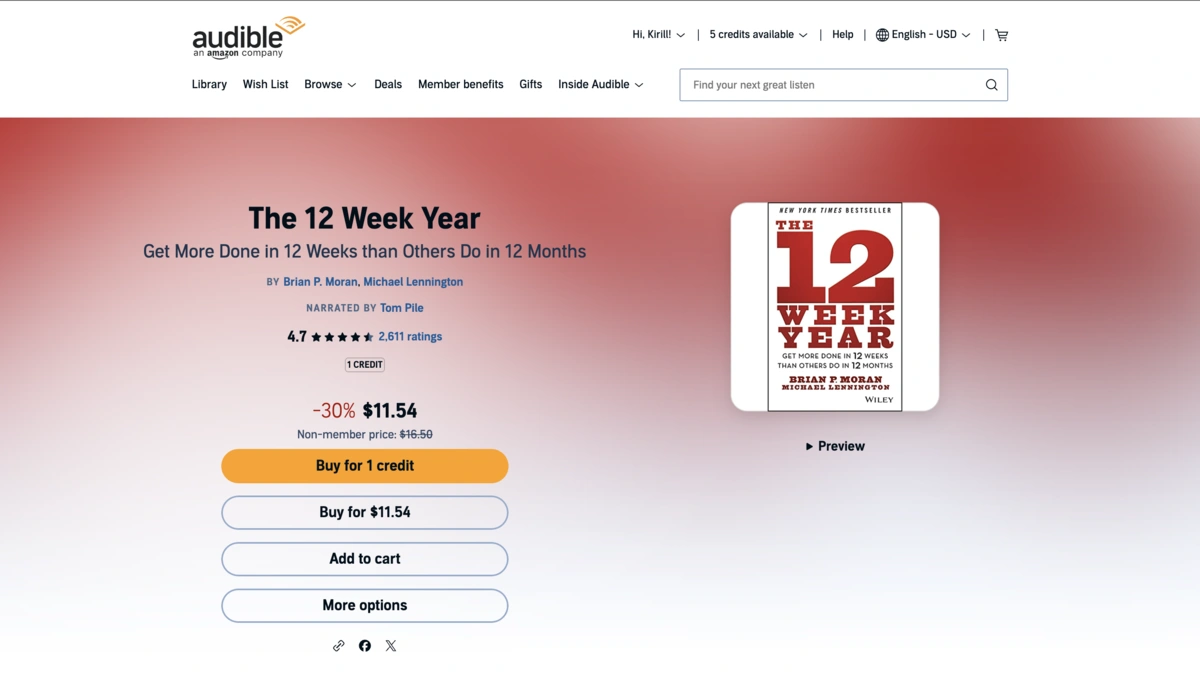 audible
an amazon company
Hi, Kirill!
5 credits available
Help
English - USD
Library
Wish List
Browse
Deals
Member benefits
Gifts
Inside Audible
Find your next great listen
The 12 Week Year
Get More Done in 12 Weeks than Others Do in 12 Months
BY Brian P. Moran, Michael Lennington
NARRATED BY Tom Pile
4.7 2,611 ratings
1 CREDIT
-30% $11.54
Non-member price: $16.50
Buy for 1 credit
Buy for $11.54
Add to cart
More options
NEW YORK TIMES BESTSELLER
THE
12
WEEK
YEAR
GET MORE DONE IN 12 WEEKS
THAN OTHERS DO IN 12 MONTHS
BRIAN P. MORAN
MICHAEL LENNINGTON
WILEY
Preview